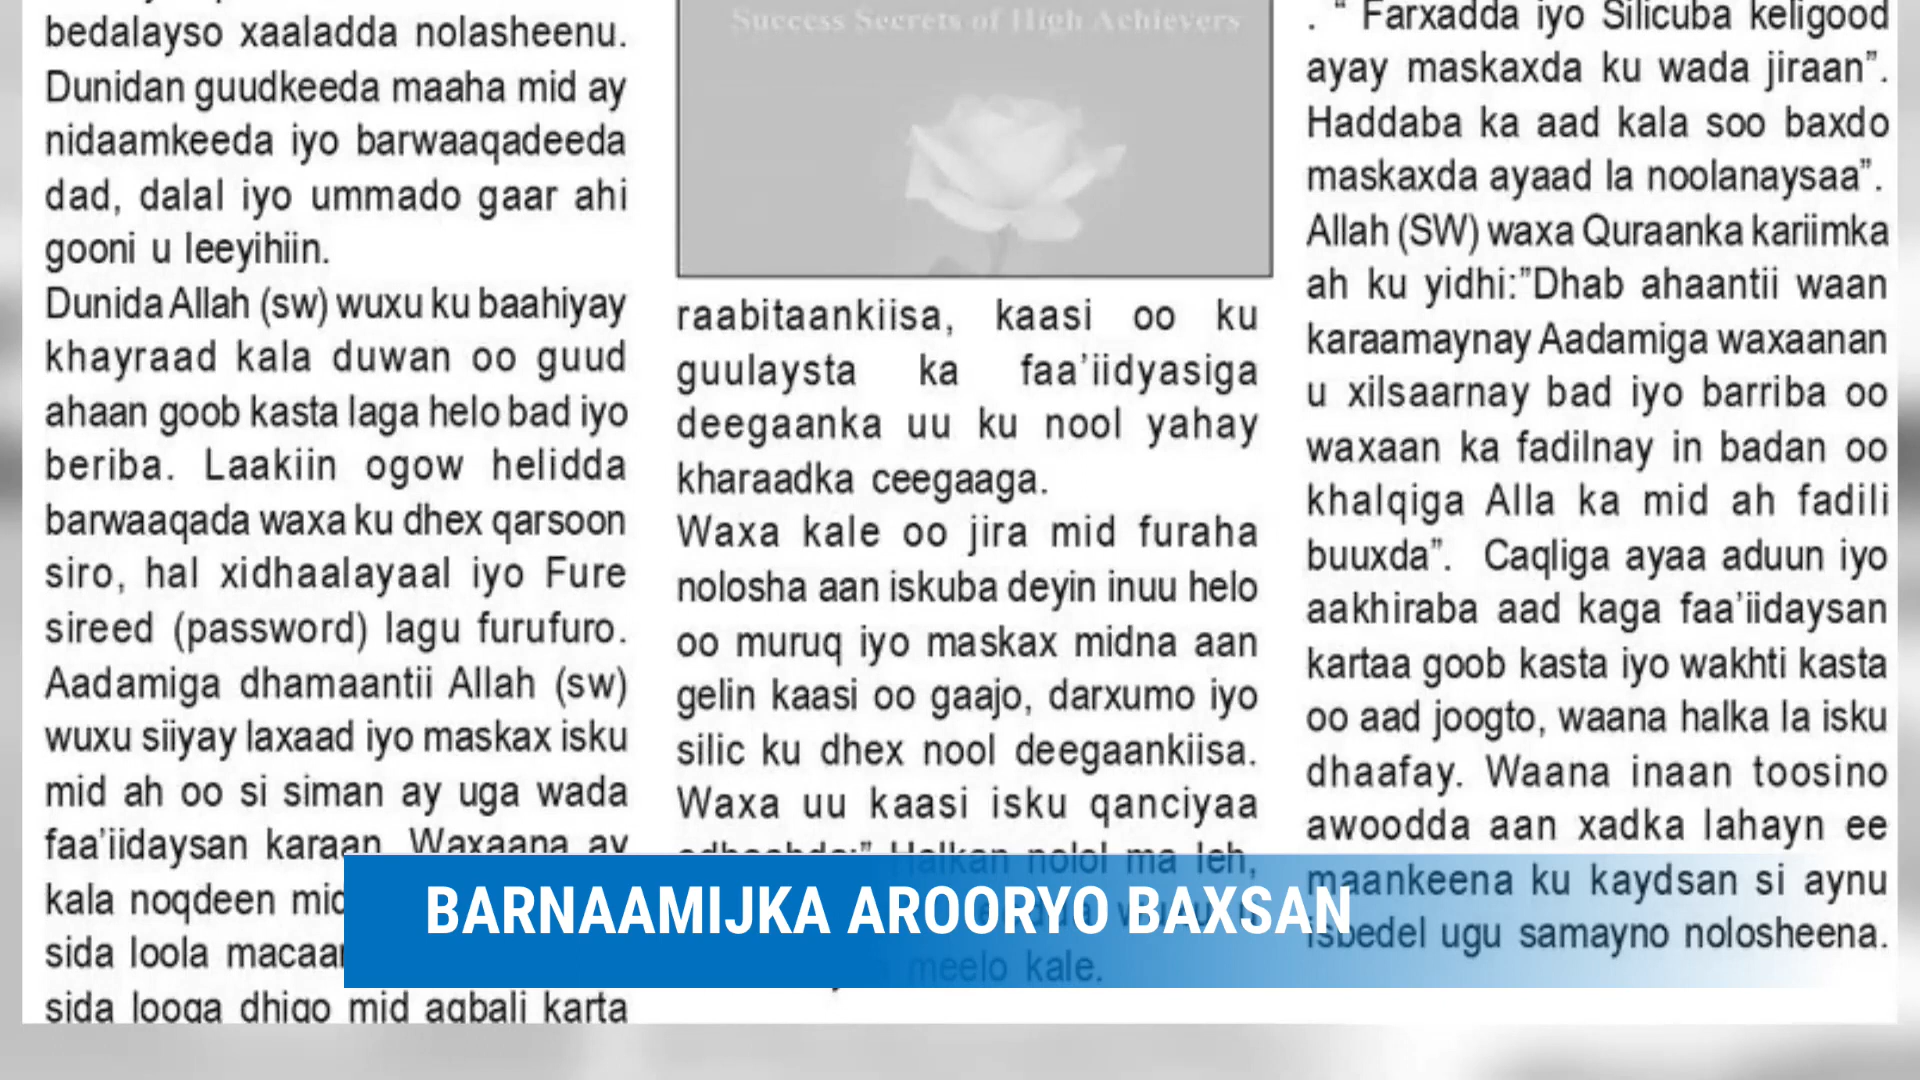 bedalayso xaaladda nolasheenu.
Dunidan guudkeeda maaha mid ay
nidaamkeeda iyo barwaaqadeeda
dad, dalal iyo ummado gaar ahi
gooni u leeyihiin.
Dunida Allah (sw) wuxu ku baahiyay
khayraad kala duwan oo guud
ahaan goob kasta laga helo bad iyo
beriba. Laakiin ogow helidda
barwaaqada waxa ku dhex qarsoon
siro, hal xidhaalayaal iyo Fure
sireed (password) lagu furufuro.
Aadamiga dhamaantii Allah (sw)
wuxu siiyay laxaad iyo maskax isku
mid ah oo si siman ay uga wada
faa'iidaysan karaan. Waxaana ay
kala noqdeen
sida loola
sida looga dhigo mid aqbali karta
Success Secrets of High Achievers
raabitaankiisa, kaasi oo ku
guulaysta ka faa'iidyasiga
deegaanka uu ku nool yahay
kharaadka ceegaaga.
Waxa kale oo jira mid furaha
nolosha aan iskuba deyin inuu helo
oo muruq iyo maskax midna aan
gelin kaasi oo gaajo, darxumo iyo
silic ku dhex nool deegaankiisa.
Waxa uu kaasi isku qanciyaa
Halkan nolol ma leh,
meelo kale.
. “ Farxadda iyo Silicuba keligood
ayay maskaxda ku wada jiraan”.
Haddaba ka aad kala soo baxdo
maskaxda ayaad la noolanaysaa”.
Allah (SW) waxa Quraanka kariimka
ah ku yidhi:”Dhab ahaantii waan
karaamaynay Aadamiga waxaanan
u xilsaarnay bad iyo barriba oo
waxaan ka fadilnay in badan oo
khalqiga Alla ka mid ah fadili
buuxda”. Caqliga ayaa aduun iyo
aakhiraba aad kaga faa'iidaysan
kartaa goob kasta iyo wakhti kasta
oo aad joogto, waana halka la isku
dhaafay. Waana inaan toosino
awoodda aan xadka lahayn ee
maankeena ku kaydsan si aynu
isbedel ugu samayno nolosheena.
BARNAAMIJKA AROORYO BAXSAN